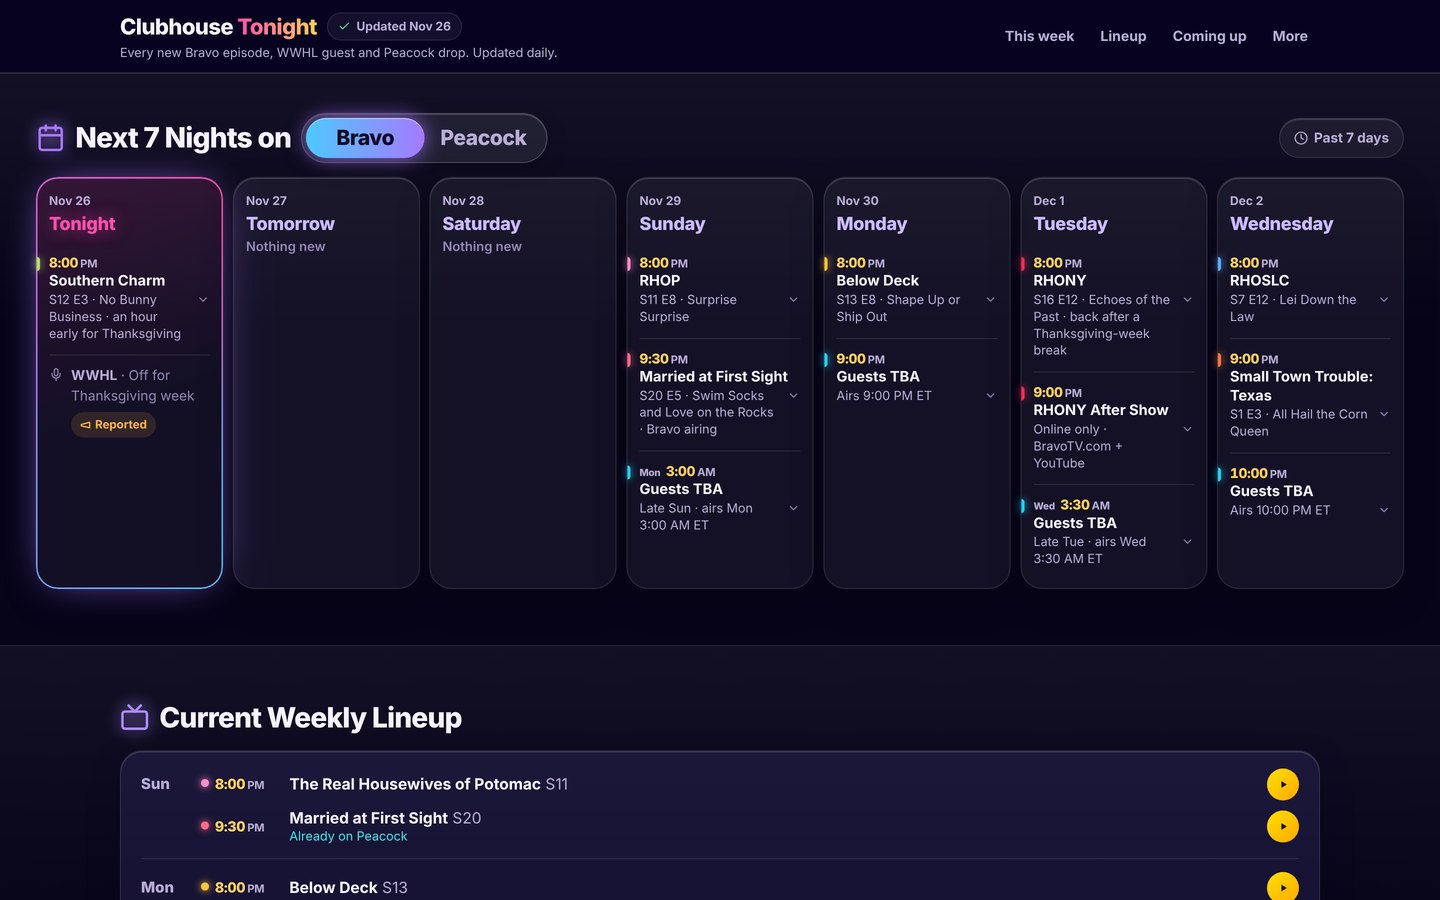 Clubhouse Tonight
Updated Nov 26
Every new Bravo episode, WWHL guest and Peacock drop. Updated daily.
This week
Lineup
Coming up
More
Next 7 Nights on
Bravo
Peacock
Past 7 days
Nov 26
Tonight
8:00 PM
Southern Charm
S12 E3 · No Bunny
Business · an hour
early for Thanksgiving
WWHL · Off for
Thanksgiving week
Reported
Nov 27
Tomorrow
Nothing new
Nov 28
Saturday
Nothing new
Nov 29
Sunday
8:00 PM
RHOP
S11 E8 · Surprise
Surprise
9:30 PM
Married at First Sight
S20 E5 · Swim Socks
and Love on the Rocks
· Bravo airing
Mon 3:00 AM
Guests TBA
Late Sun · airs Mon
3:00 AM ET
Nov 30
Monday
8:00 PM
Below Deck
S13 E8 · Shape Up or
Ship Out
9:00 PM
Guests TBA
Airs 9:00 PM ET
Dec 1
Tuesday
8:00 PM
RHONY
S16 E12 · Echoes of the
Past · back after a
Thanksgiving-week
break
9:00 PM
RHONY After Show
Online only ·
BravoTV.com +
YouTube
Wed 3:30 AM
Guests TBA
Late Tue · airs Wed
3:30 AM ET
Dec 2
Wednesday
8:00 PM
RHOSLC
S7 E12 · Lei Down the
Law
9:00 PM
Small Town Trouble:
Texas
S1 E3 · All Hail the Corn
Queen
10:00 PM
Guests TBA
Airs 10:00 PM ET
Current Weekly Lineup
Sun 8:00 PM The Real Housewives of Potomac S11
9:30 PM Married at First Sight S20
Already on Peacock
Mon 8:00 PM Below Deck S13